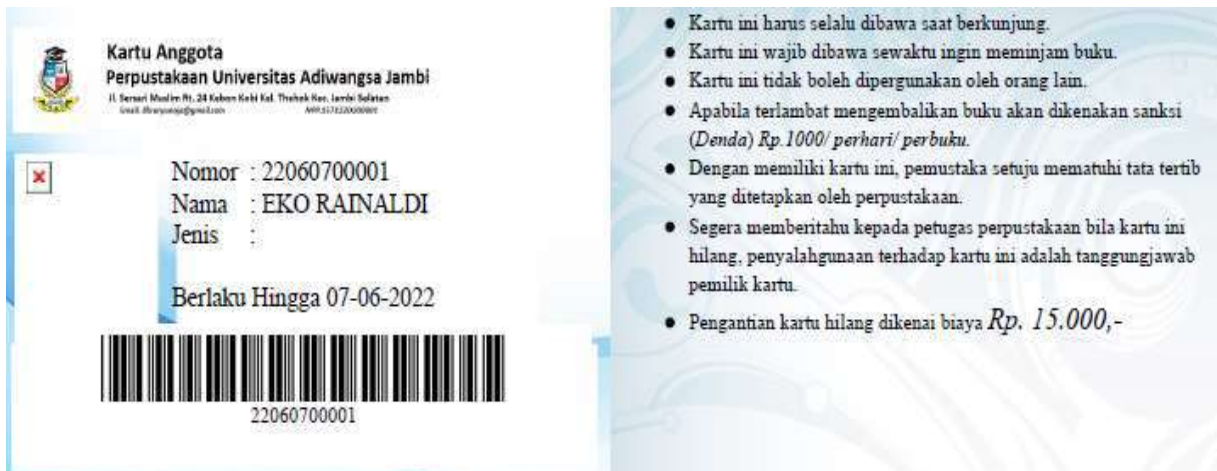 Kartu Anggota
Perpustakaan Universitas Adiwangsa Jambi
Nomor : 22060700001
Nama : EKO RAINALDI
Jenis :
Berlaku Hingga 07-06-2022
22060700001
● Kartu ini harus selalu dibawa saat berkunjung.
● Kartu ini wajib dibawa sewaktu ingin meminjam buku.
● Kartu ini tidak boleh dipergunakan oleh orang lain.
● Apabila terlambat mengembalikan buku akan dikenakan sanksi
(Denda) Rp.1000/ perhari/ perbuku.
● Dengan memiliki kartu ini, pemustaka setuju mematuhi tata tertib
yang ditetapkan oleh perpustakaan.
● Segera memberitahu kepada petugas perpustakaan bila kartu ini
hilang, penyalahgunaan terhadap kartu ini adalah tanggungjawab
pemilik kartu.
● Pengantian kartu hilang dikenai biaya Rp. 15.000,-